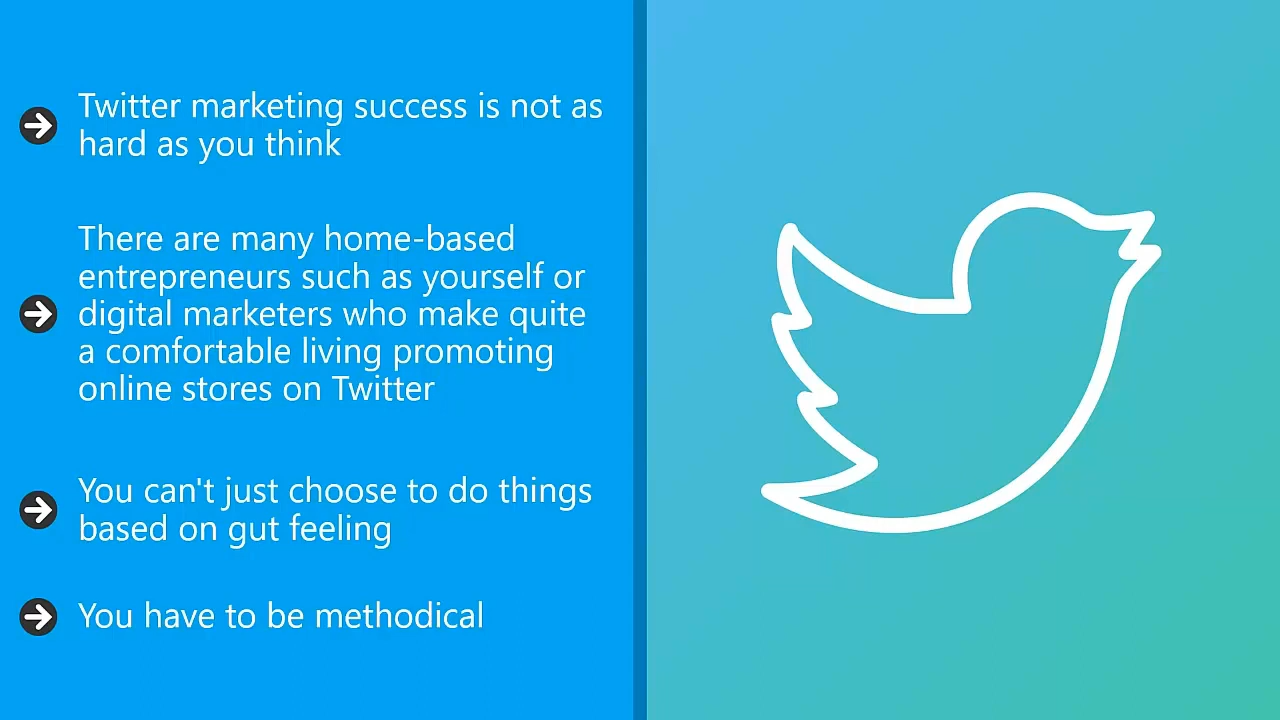 Twitter marketing success is not as
hard as you think
There are many home-based
entrepreneurs such as yourself or
digital marketers who make quite
a comfortable living promoting
online stores on Twitter
You can't just choose to do things
based on gut feeling
You have to be methodical